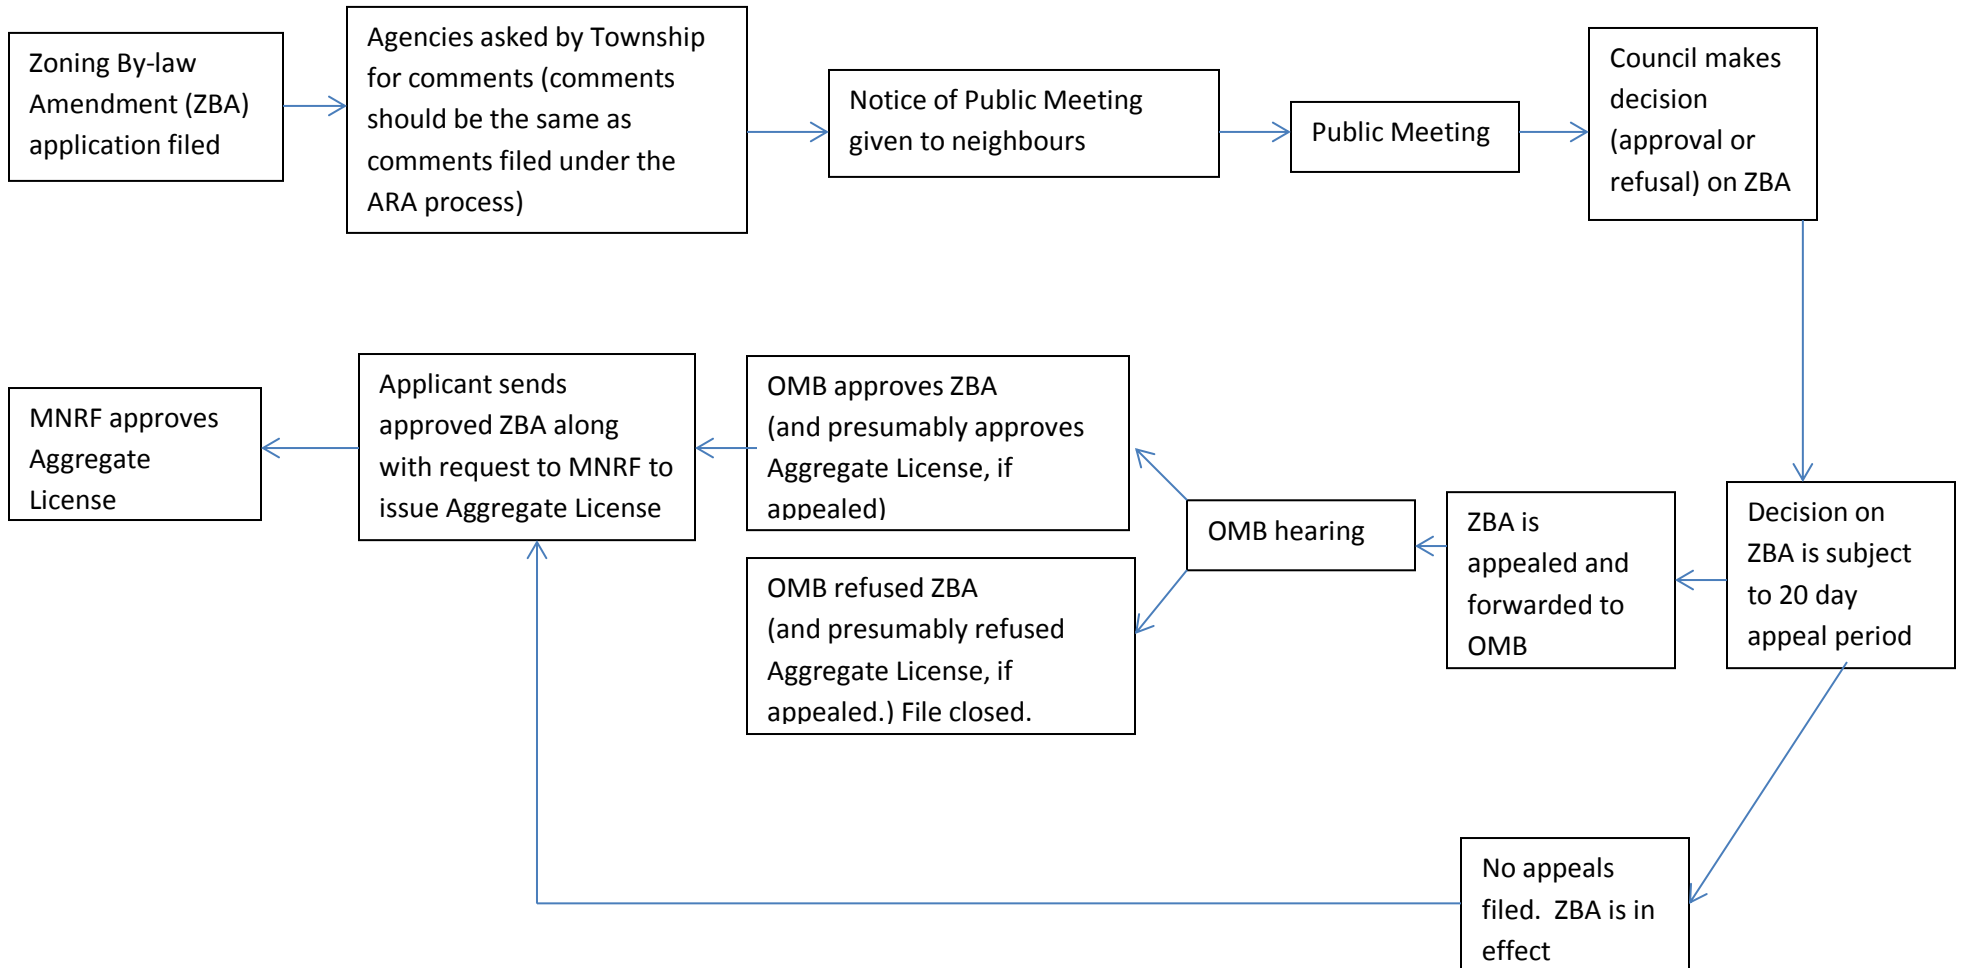 Zoning By-law
Amendment (ZBA)
application filed
Agencies asked by Township
for comments (comments
should be the same as
comments filed under the
ARA process)
Notice of Public Meeting
given to neighbours
Public Meeting
Council makes
decision
(approval or
refusal) on ZBA
MNRF approves
Aggregate
License
Applicant sends
approved ZBA along
with request to MNRF to
issue Aggregate License
OMB approves ZBA
(and presumably approves
Aggregate License, if
appealed)
OMB refused ZBA
(and presumably refused
Aggregate License, if
appealed.) File closed.
OMB hearing
ZBA is
appealed and
forwarded to
OMB
Decision on
ZBA is subject
to 20 day
appeal period
No appeals
filed.  ZBA is in
effect